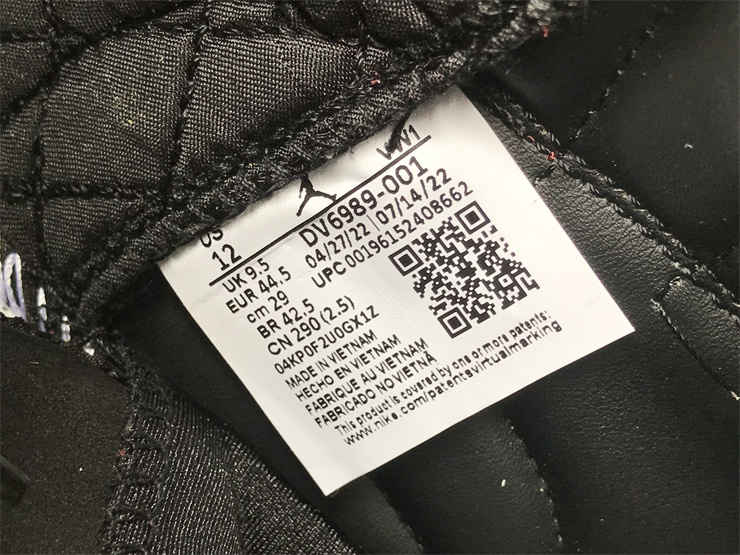 VW1
US
12
DV6989-001
UK 9.5
04/27/22 | 07/14/22
EUR 44.5
UPC00196152408662
cm 29
BR 42.5
CN 290 (2.5)
04KP0F2U0GX1Z
MADE IN VIETNAM
HECHO EN VIETNAM
FABRIQUE AU VIETNAM
FABRICADO NO VIETNÃ
This product is covered by one or more patents:
www.nike.com/patentsvirtualmarking